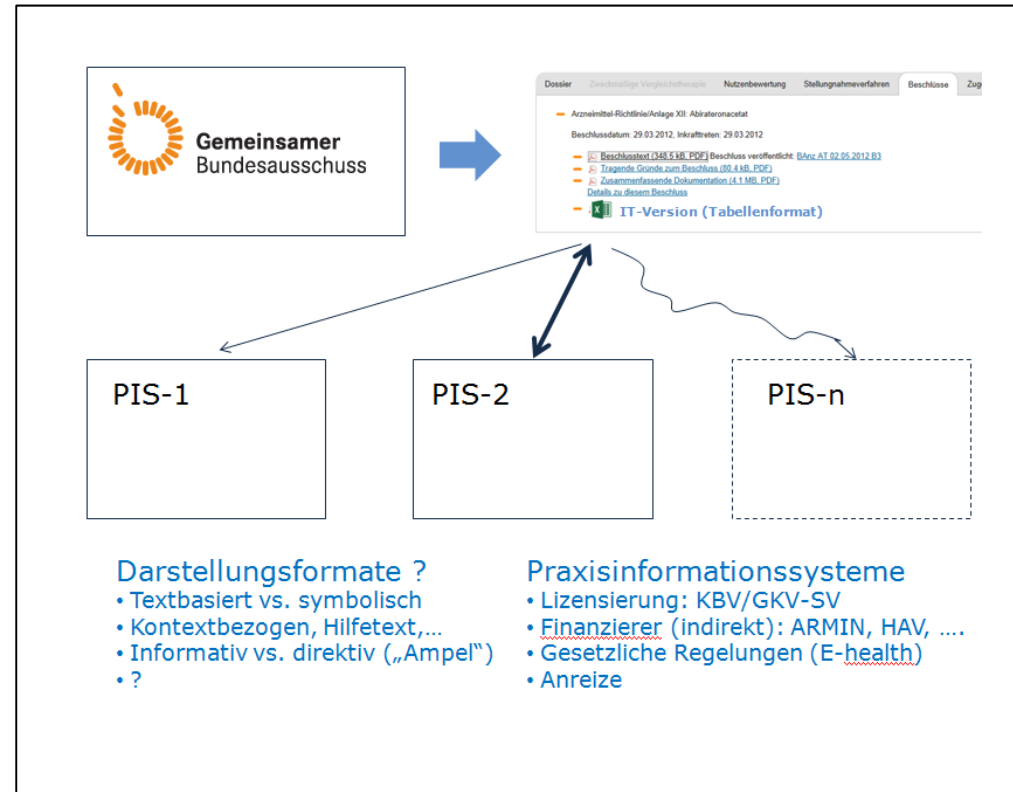 Gemeinsamer
Bundesausschuss
Dossier Zweckmäßige Vergleichstherapie Nutzenbewertung Stellungnahmeverfahren Beschlüsse Zug
Arzneimittel-Richtlinie/Anlage XII: Abirateronacetat
Beschlussdatum: 29.03.2012, Inkrafttreten: 29.03.2012
Beschlusstext (348.5 kB, PDF) Beschluss veröffentlicht: BAnz AT 02.05.2012 B3
Tragende Gründe zum Beschluss (80.4 kB, PDF)
Zusammenfassende Dokumentation (4.1 MB, PDF)
Details zu diesem Beschluss
IT-Version (Tabellenformat)
PIS-1
PIS-2
PIS-n
Darstellungsformate ?
• Textbasiert vs. symbolisch
• Kontextbezogen, Hilfetext,...
• Informativ vs. direktiv („Ampel“)
• ?
Praxisinformationssysteme
• Lizensierung: KBV/GKV-SV
• Finanzierer (indirekt): ARMIN, HAV, ....
• Gesetzliche Regelungen (E-health)
• Anreize